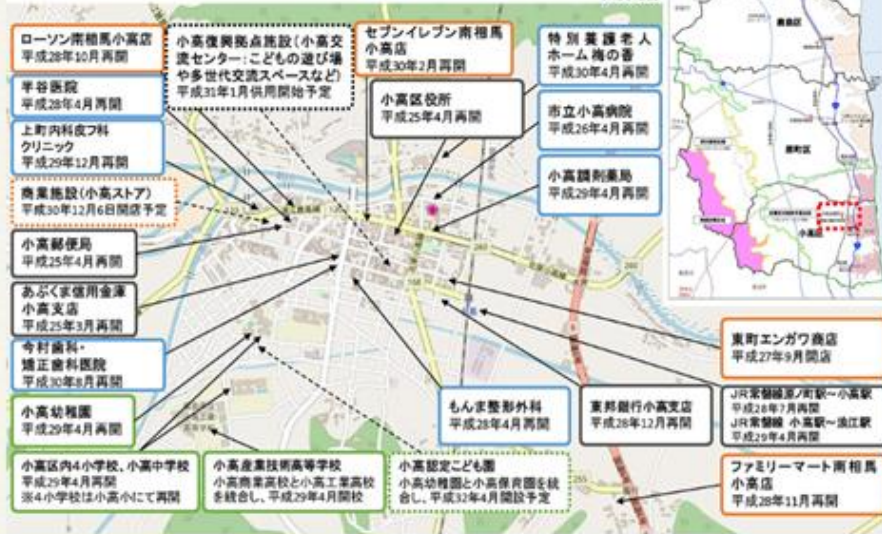 ローソン南相馬小高店
平成28年10月再開
半谷医院
平成28年4月再開
上町内科皮フ科
クリニック
平成29年12月再開
商業施設(小高ストア)
平成30年12月6日開店予定
小高郵便局
平成25年4月再開
あぶくま信用金庫
小高支店
平成25年3月再開
今村歯科・
矯正歯科医院
平成30年8月再開
小高幼稚園
平成29年4月再開
小高区内4小学校、小高中学校
平成29年4月再開
※4小学校は小高小にて再開
小高復興拠点施設(小高交
流センター:こどもの遊び場
や多世代交流スペースなど)
平成31年1月供用開始予定
セブンイレブン南相馬
小高店
平成30年2月再開
小高区役所
平成25年4月再開
特別養護老人
ホーム梅の香
平成30年4月再開
市立小高病院
平成26年4月再開
小高調剤薬局
平成29年4月再開
鹿島区
原町区
小高区
東町エンガワ商店
平成27年9月開店
JR常磐線原ノ町駅~小高駅
平成28年7月再開
JR常磐線 小高駅~浪江駅
平成29年4月再開
ファミリーマート南相馬
小高店
平成28年11月再開
もんま整形外科
平成28年4月再開
東邦銀行小高支店
平成28年12月再開
小高産業技術高等学校
小高商業高校と小高工業高校
を統合し、平成29年4月開校
小高認定こども園
小高幼稚園と小高保育園を統
合し、平成32年4月開設予定